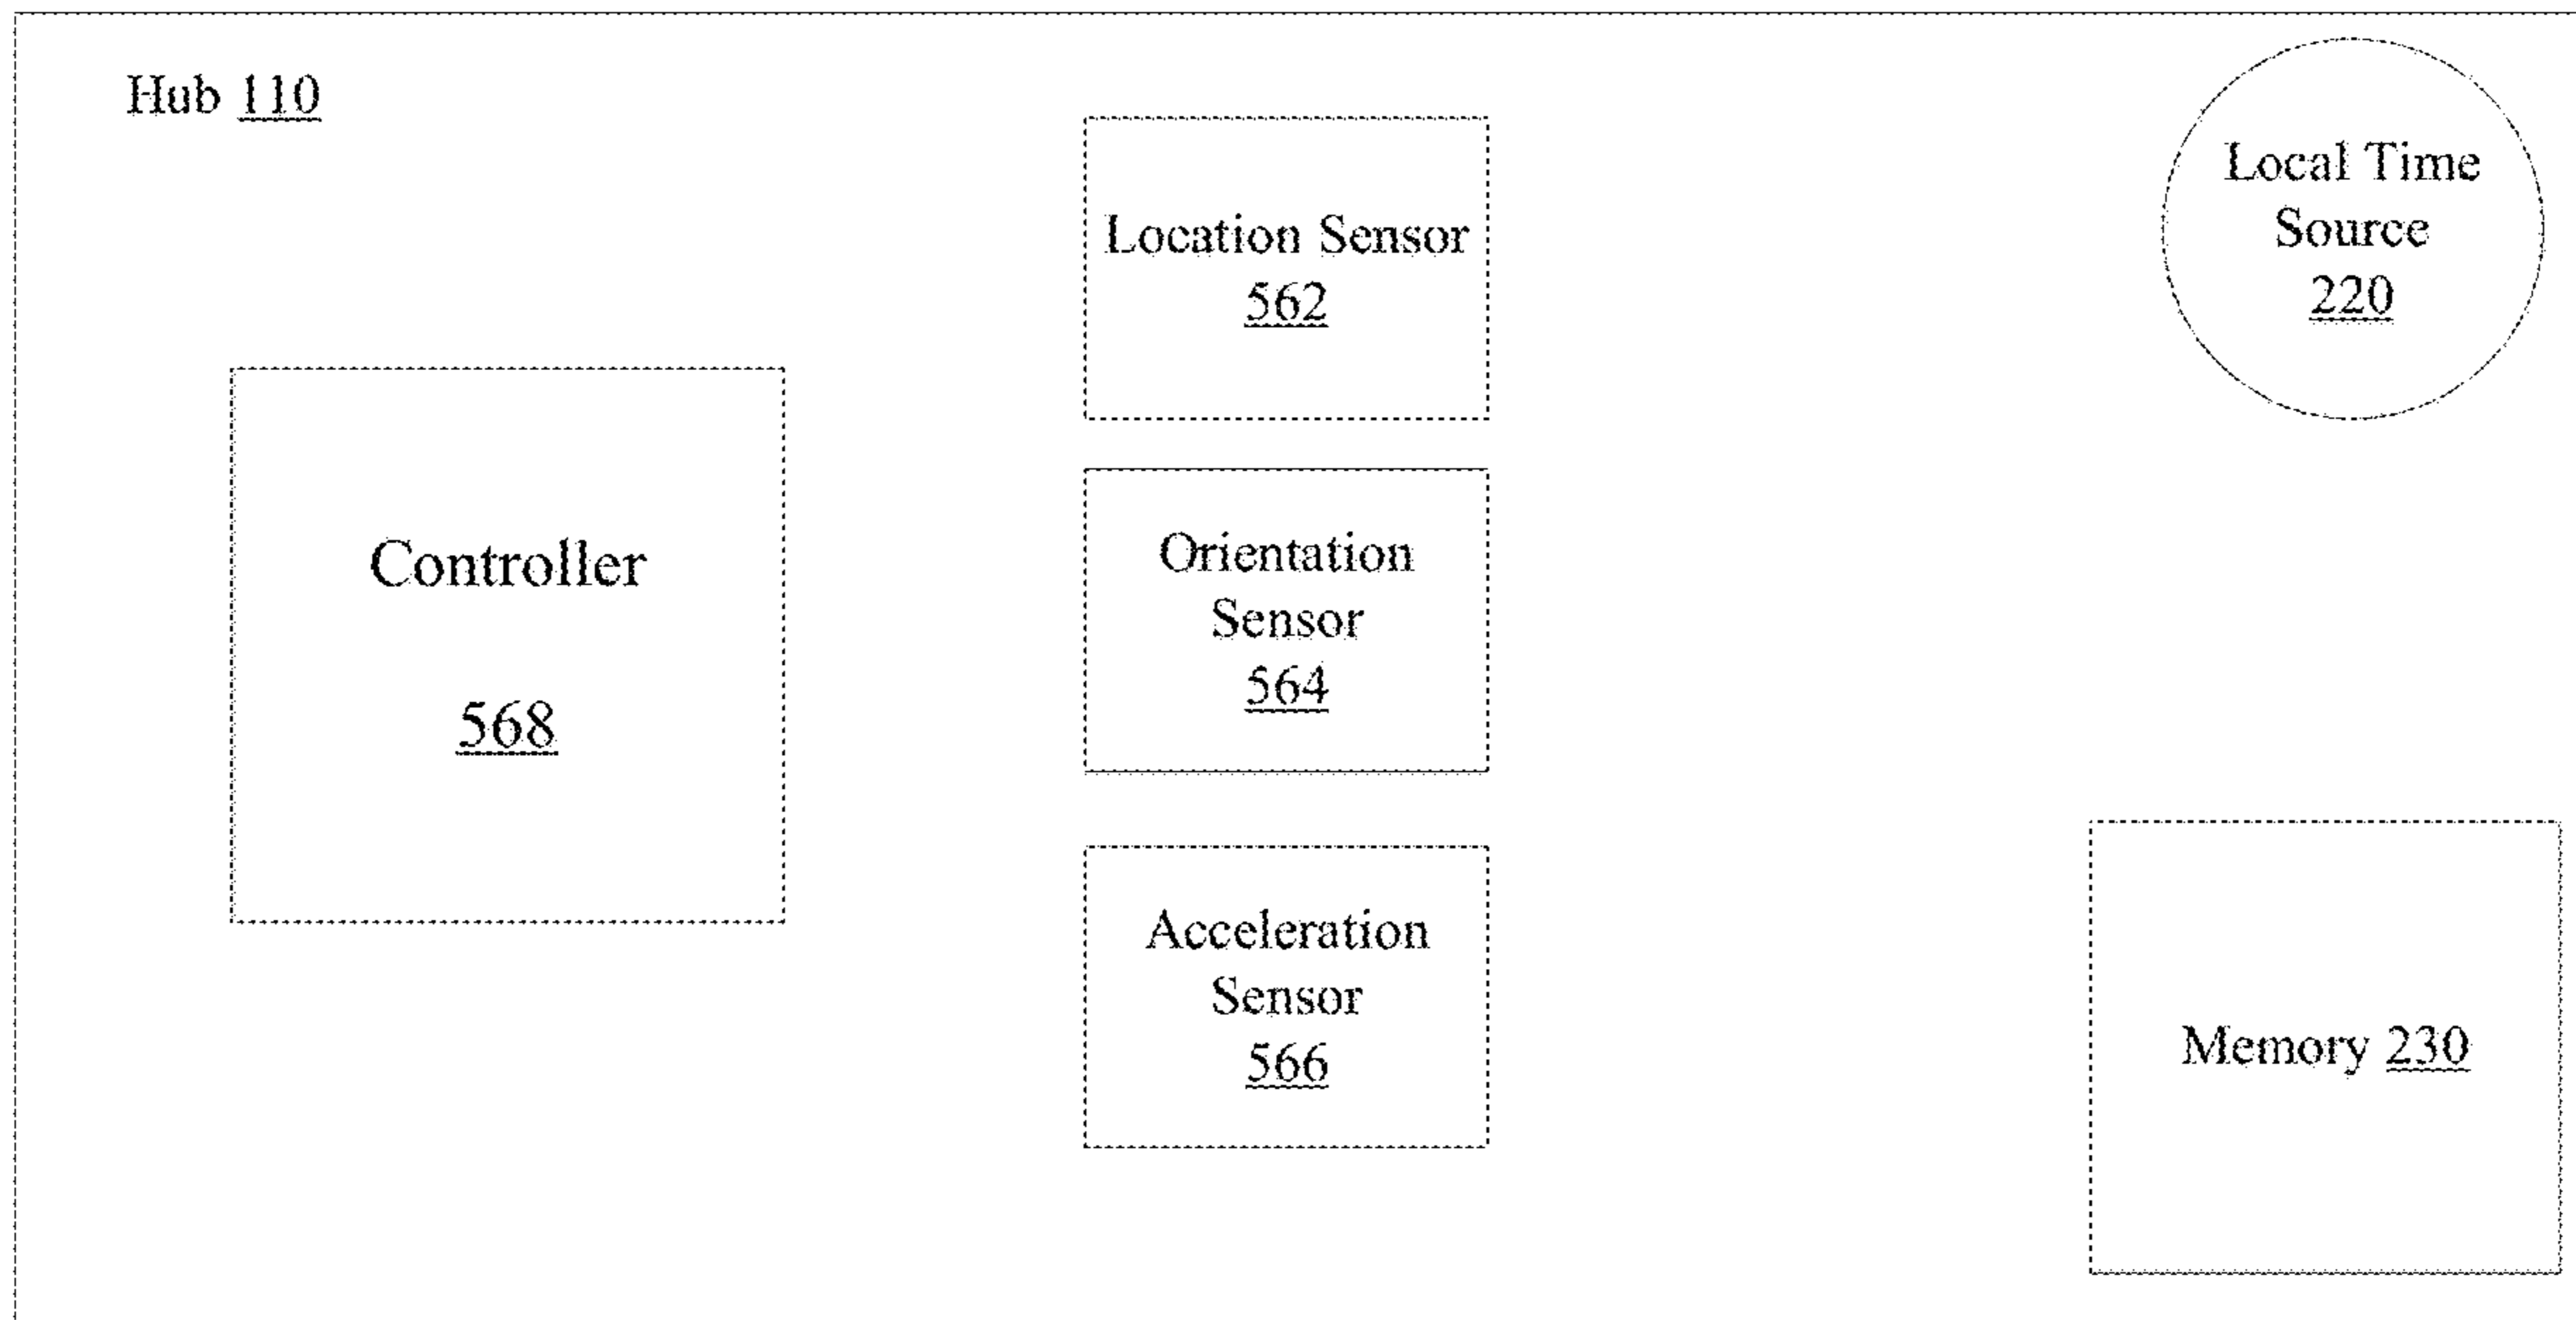 Hub 110
Location Sensor
562
Local Time
Source
220
Controller
568
Orientation
Sensor
564
Acceleration
Sensor
566
Memory 230